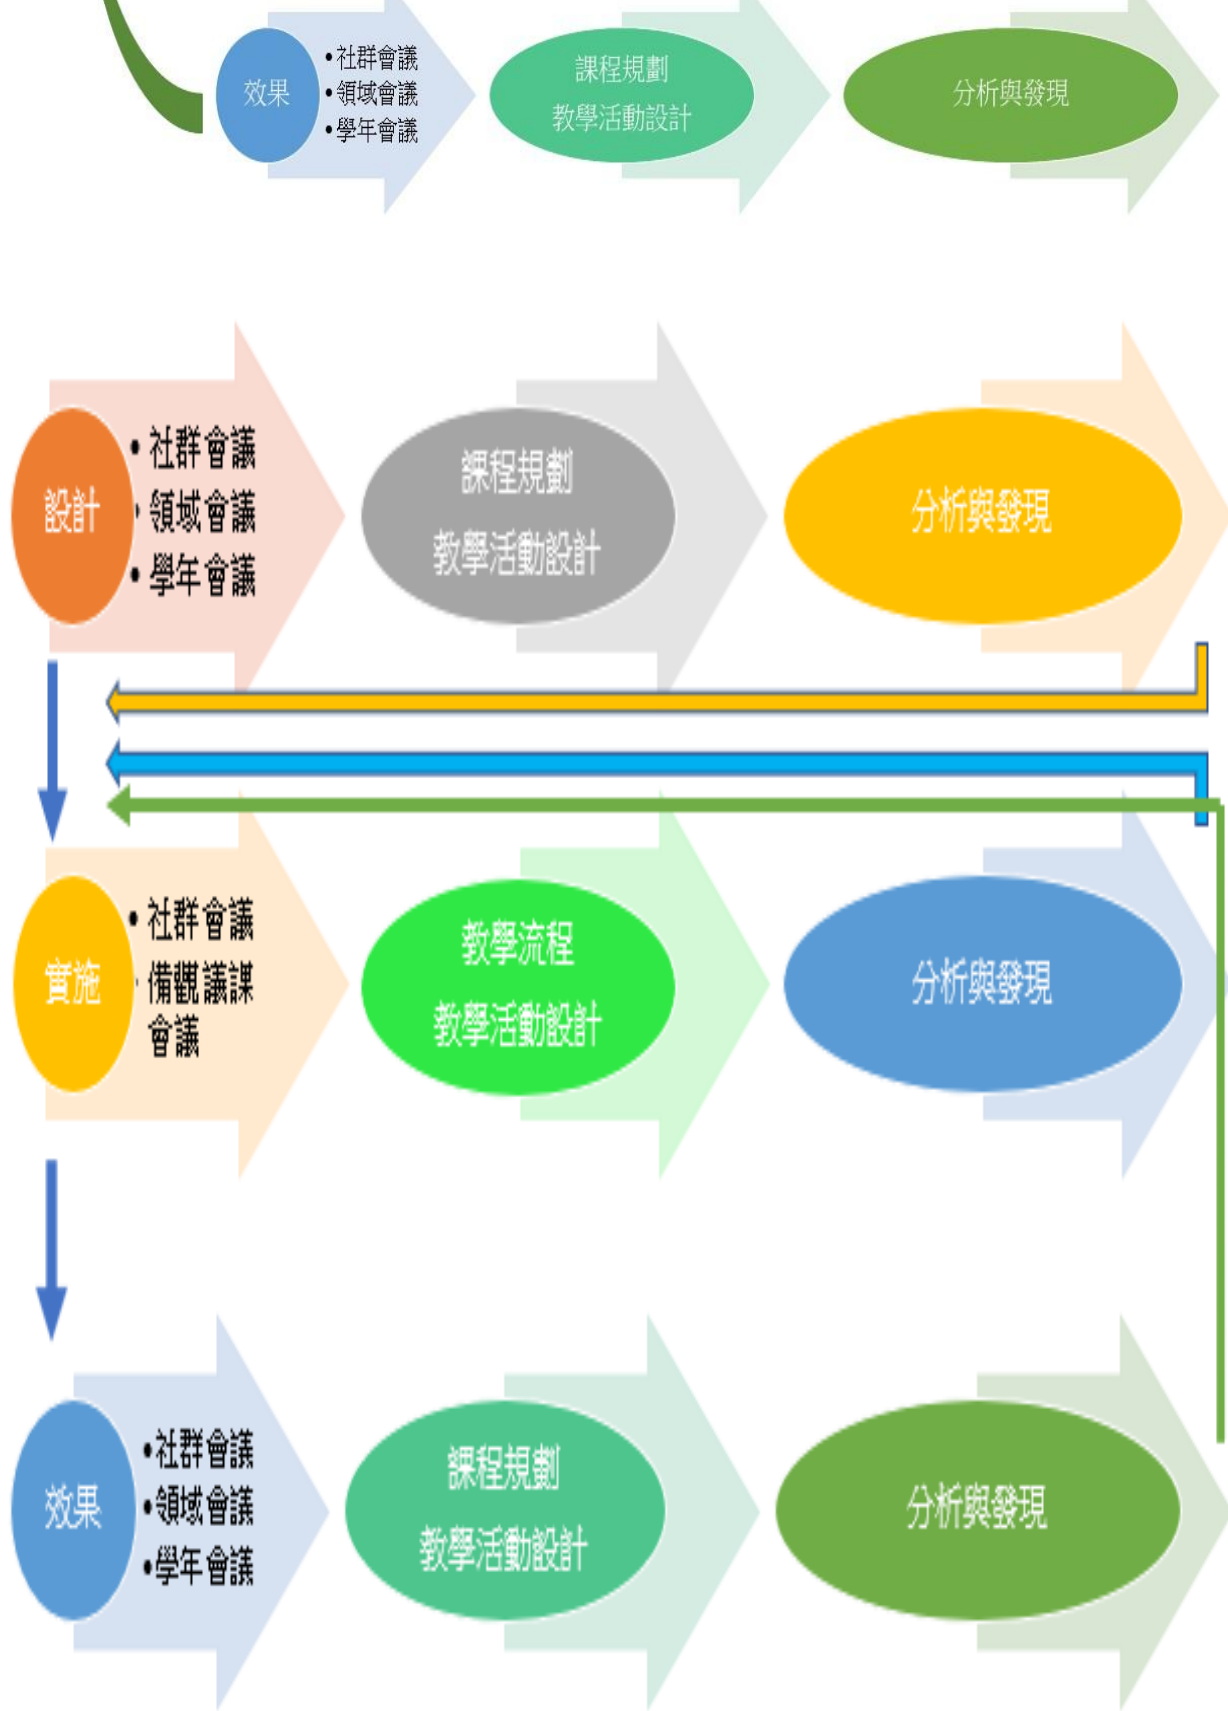 效果
•社群會議
•領域會議
•學年會議
課程規劃
教學活動設計
分析與發現
設計
•社群會議
•領域會議
•學年會議
課程規劃
教學活動設計
分析與發現
實施
•社群會議
•備觀議課
會議
教學流程
教學活動設計
分析與發現
效果
•社群會議
•領域會議
•學年會議
課程規劃
教學活動設計
分析與發現